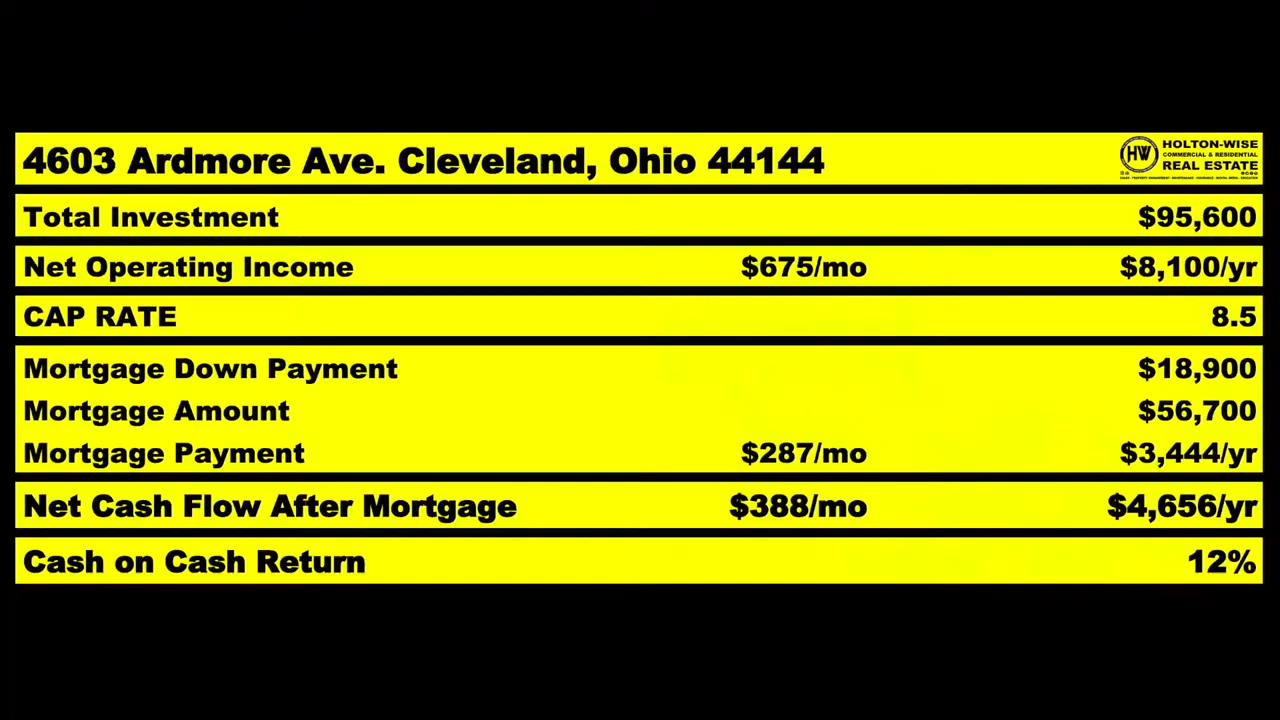 4603 Ardmore Ave. Cleveland, Ohio 44144
HW
HOLTON-WISE
COMMERCIAL & RESIDENTIAL
REAL ESTATE
Total Investment $95,600
Net Operating Income $675/mo $8,100/yr
CAP RATE 8.5
Mortgage Down Payment $18,900
Mortgage Amount $56,700
Mortgage Payment $287/mo $3,444/yr
Net Cash Flow After Mortgage $388/mo $4,656/yr
Cash on Cash Return 12%